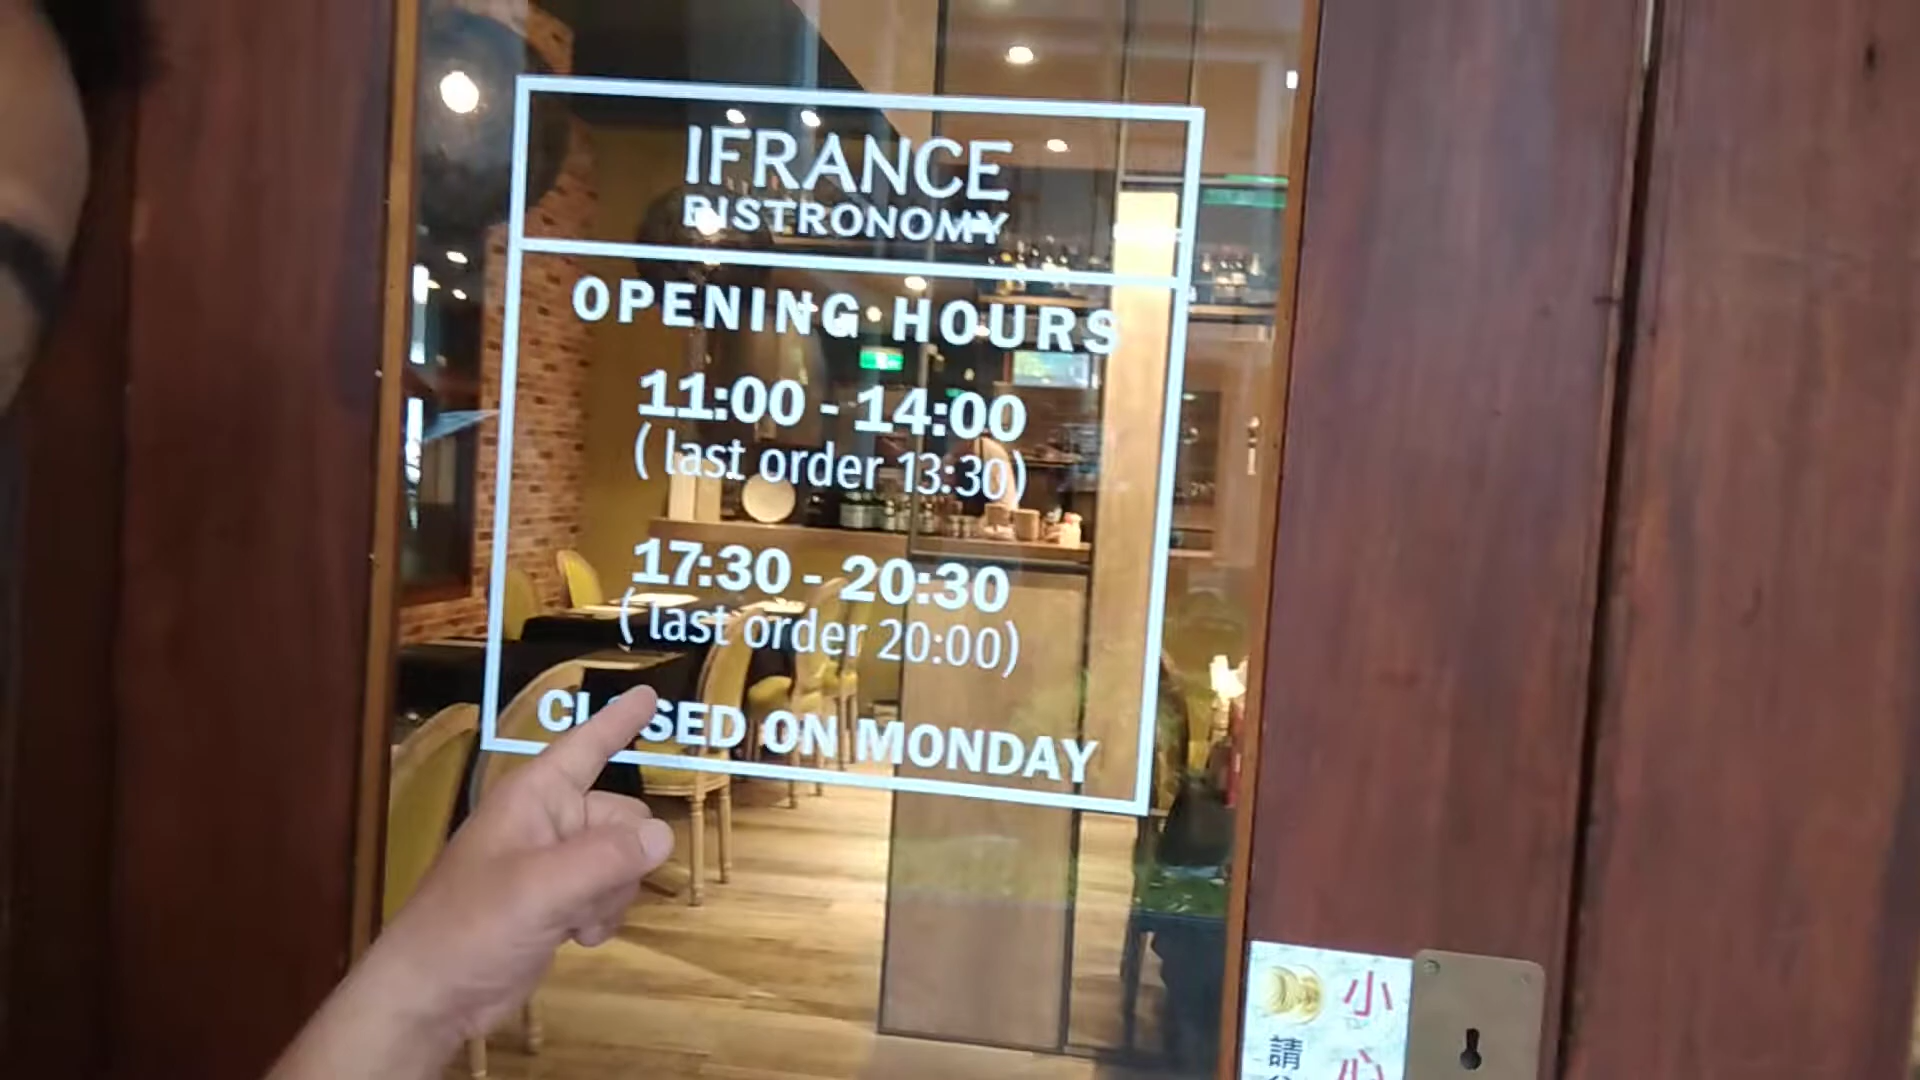 IFRANCE
BISTRONOMY
OPENING HOURS
11:00 - 14:00
( last order 13:30)
17:30 - 20:30
( last order 20:00)
CLOSED ON MONDAY
小心
請